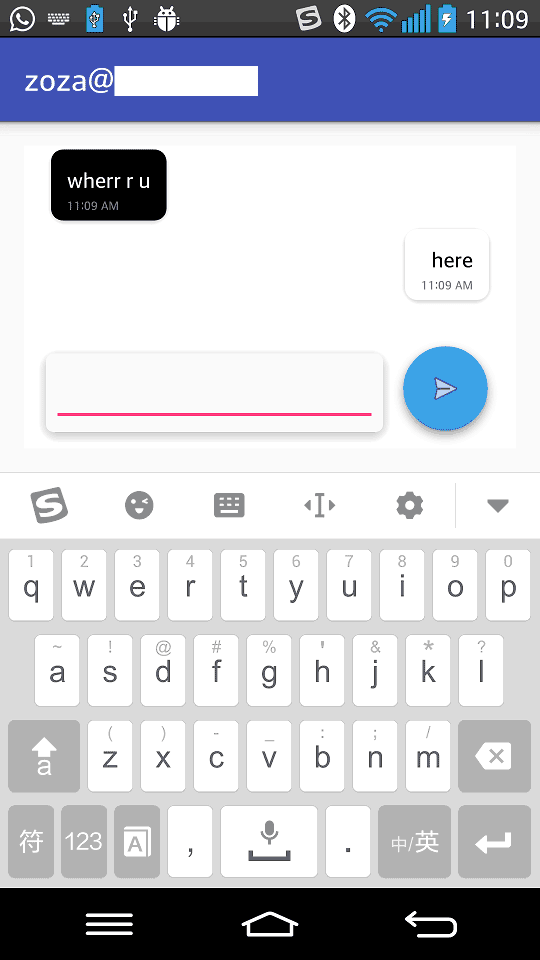 11:09
zoza@
wherr r u
11:09 AM
here
11:09 AM
1 2 3 4 5 6 7 8 9 0
q w e r t y u i o p
~ ! @ # % ' & * ?
a s d f g h j k l
( ) - _ : ; /
a z x c v b n m
符 123 A , . 中/英